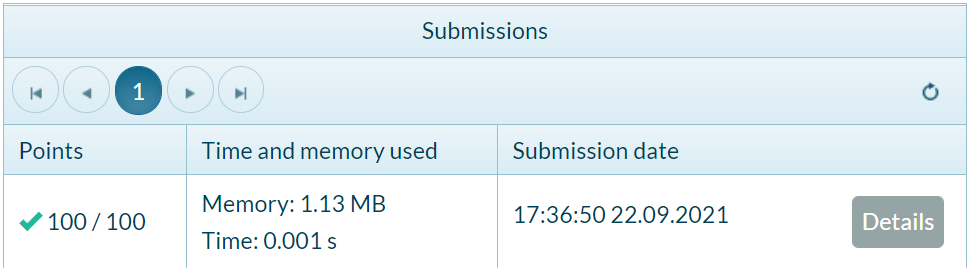 Submissions
1
Points Time and memory used Submission date
100 / 100 Memory: 1.13 MB 17:36:50 22.09.2021 Details
Time: 0.001 s